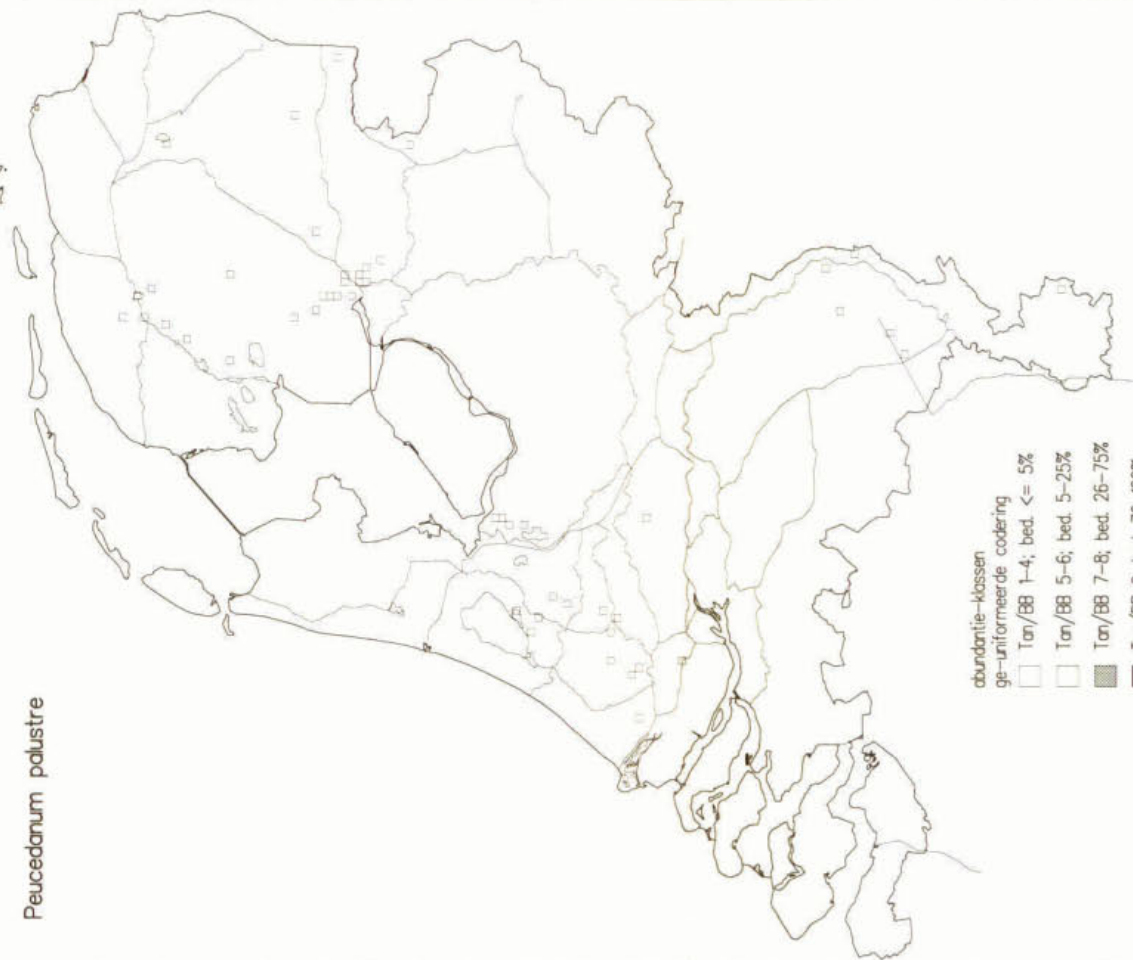 Peucedanum palustre
abundantie-klassen
ge-uniformeerde codering
Tan/BB 1-4; bed. <= 5%
Tan/BB 5-6; bed. 5-25%
Tan/BB 7-8; bed. 26-75%